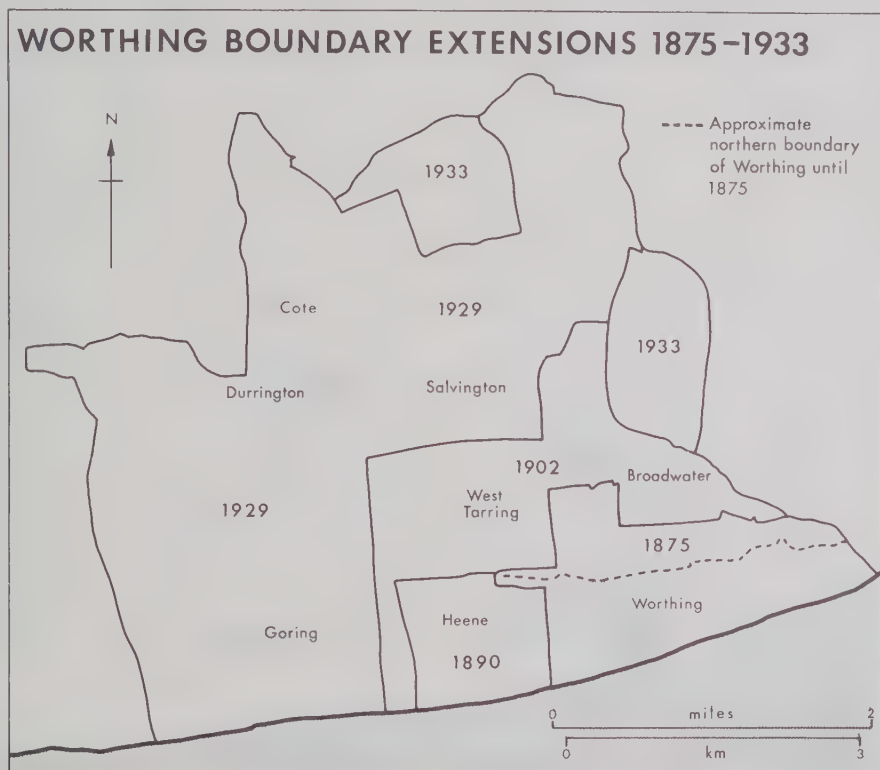 WORTHING BOUNDARY EXTENSIONS 1875–1933
N
---- Approximate
northern boundary
of Worthing until
1875
1933
Cote
1929
1933
Durrington
Salvington
1902
Broadwater
West
Tarring
1929
1875
Worthing
Heene
Goring
1890
0 miles 2
0 km 3